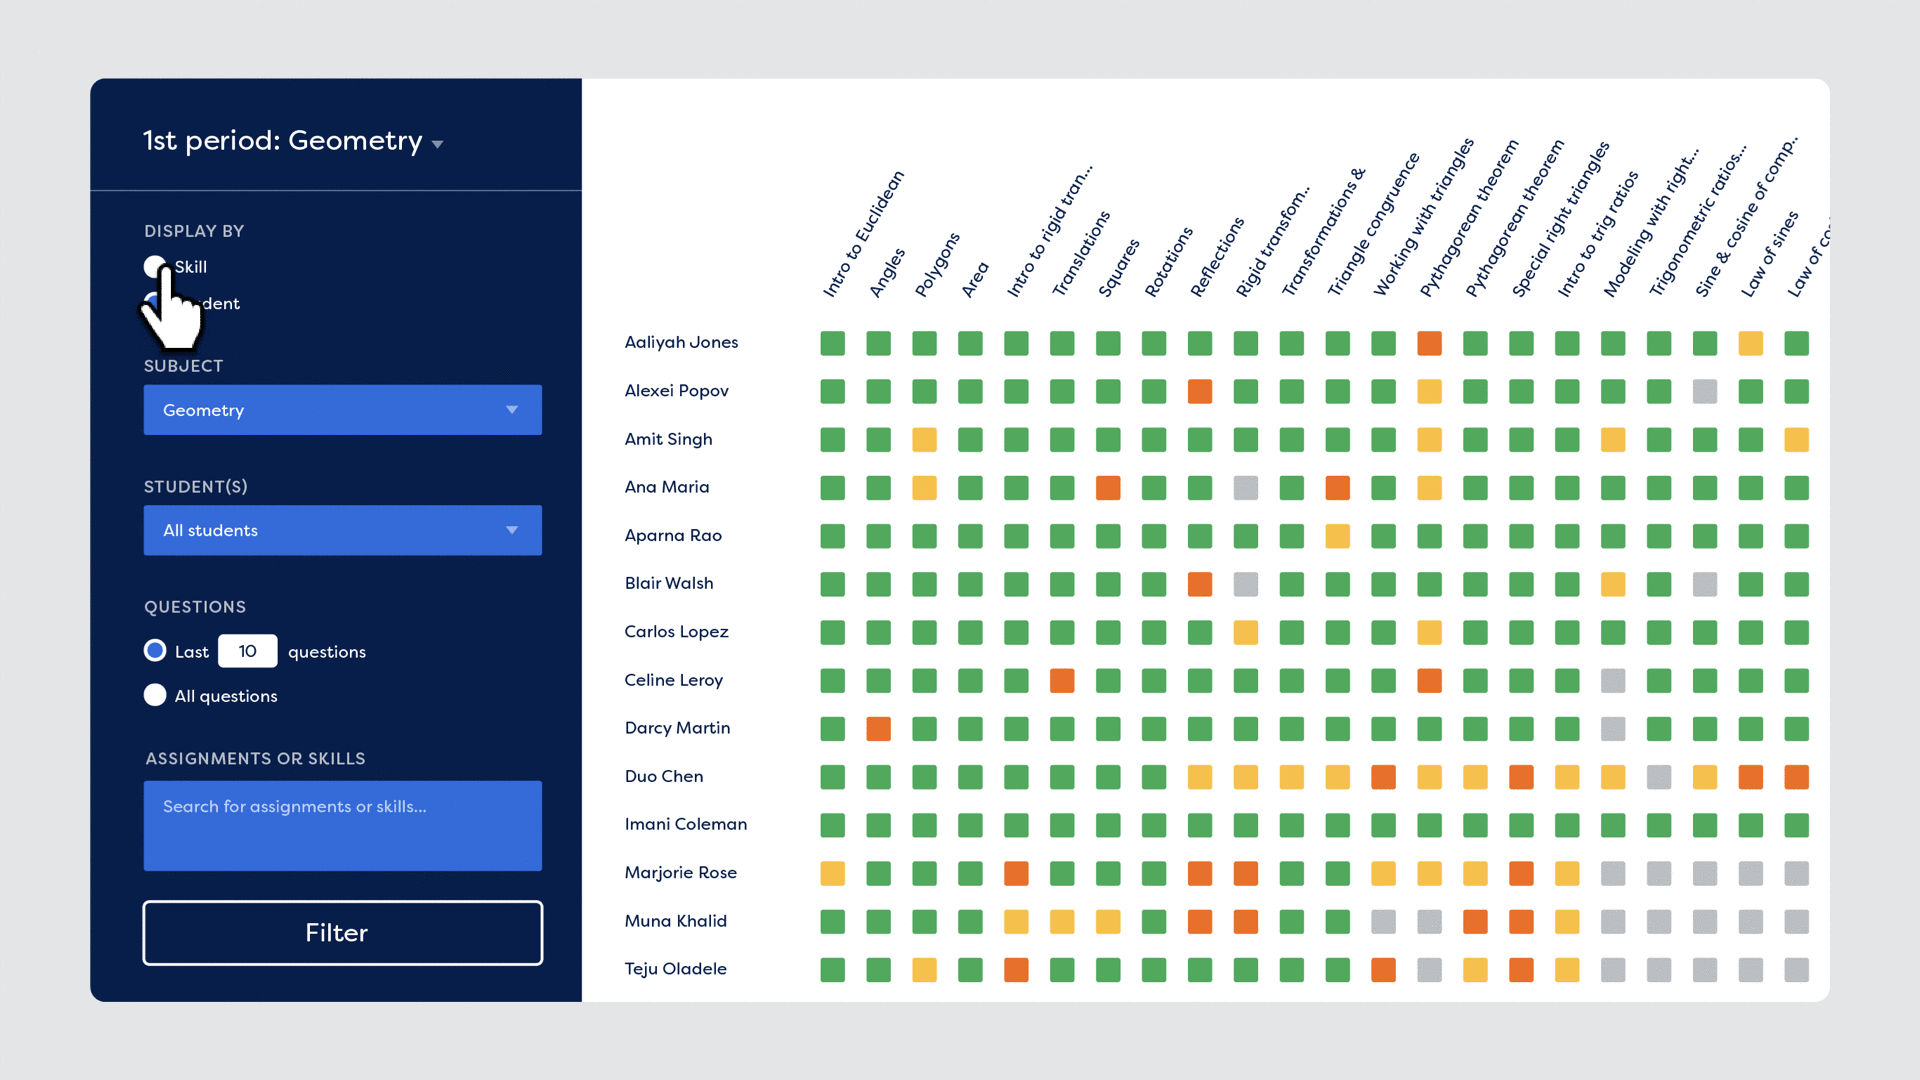 1st period: Geometry
DISPLAY BY
Skill
dent
SUBJECT
Geometry
STUDENT(S)
All students
QUESTIONS
Last 10 questions
All questions
ASSIGNMENTS OR SKILLS
Search for assignments or skills...
Filter
Intro to Euclidean
Angles
Polygons
Area
Intro to rigid tran...
Translations
Squares
Rotations
Reflections
Rigid transfom..
Transformations &
Triangle congruence
Working with triangles
Pythagorean theorem
Pythagorean theorem
Special right triangles
Intro to trig ratios
Modeling with right...
Trigonometric ratios...
Sine & cosine of comp..
Law of sines
Law of
Aaliyah Jones
Alexei Popov
Amit Singh
Ana Maria
Aparna Rao
Blair Walsh
Carlos Lopez
Celine Leroy
Darcy Martin
Duo Chen
Imani Coleman
Marjorie Rose
Muna Khalid
Teju Oladele